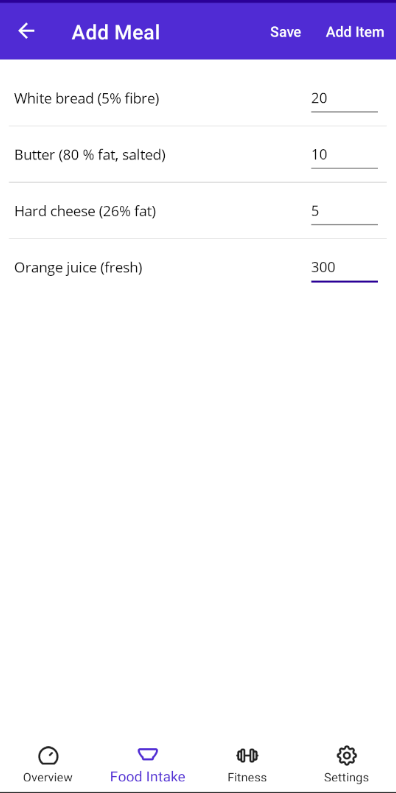 Add Meal Save Add Item
White bread (5% fibre) 20
Butter (80 % fat, salted) 10
Hard cheese (26% fat) 5
Orange juice (fresh) 300
Overview Food Intake Fitness Settings